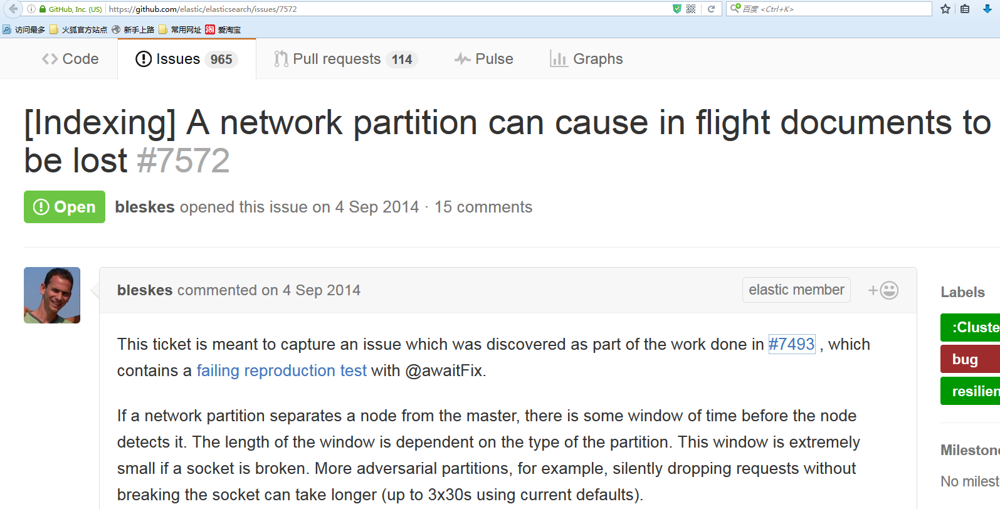 GitHub, Inc. (US) https://github.com/elastic/elasticsearch/issues/7572 百度 <Ctrl+K>
访问最多 火狐官方站点 新手上路 常用网址 淘 爱淘宝
Code Issues 965 Pull requests 114 Pulse Graphs
[Indexing] A network partition can cause in flight documents to
be lost #7572
Open bleskes opened this issue on 4 Sep 2014 · 15 comments
bleskes commented on 4 Sep 2014 elastic member +
Labels
:Cluste
bug
resilien
This ticket is meant to capture an issue which was discovered as part of the work done in #7493 , which
contains a failing reproduction test with @awaitFix.
If a network partition separates a node from the master, there is some window of time before the node
detects it. The length of the window is dependent on the type of the partition. This window is extremely
small if a socket is broken. More adversarial partitions, for example, silently dropping requests without
breaking the socket can take longer (up to 3x30s using current defaults).
Mileston
No milest